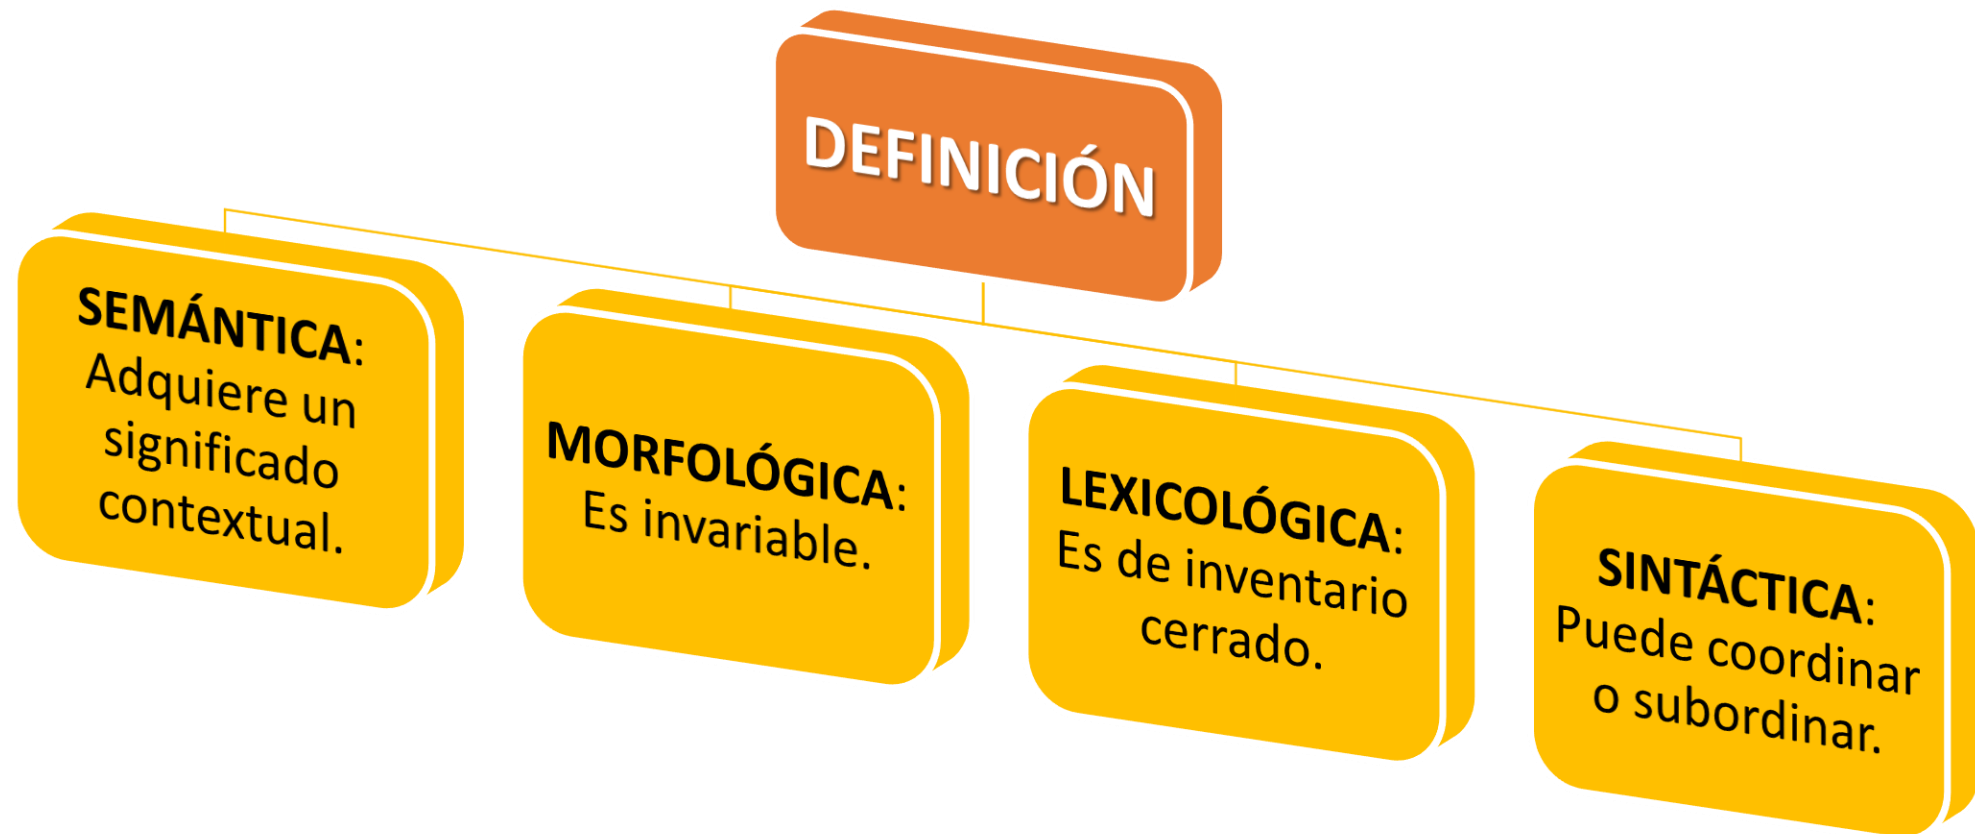 DEFINICIÓN
SEMÁNTICA:
Adquiere un
significado
contextual.
MORFOLÓGICA:
Es invariable.
LEXICOLÓGICA:
Es de inventario
cerrado.
SINTÁCTICA:
Puede coordinar
o subordinar.